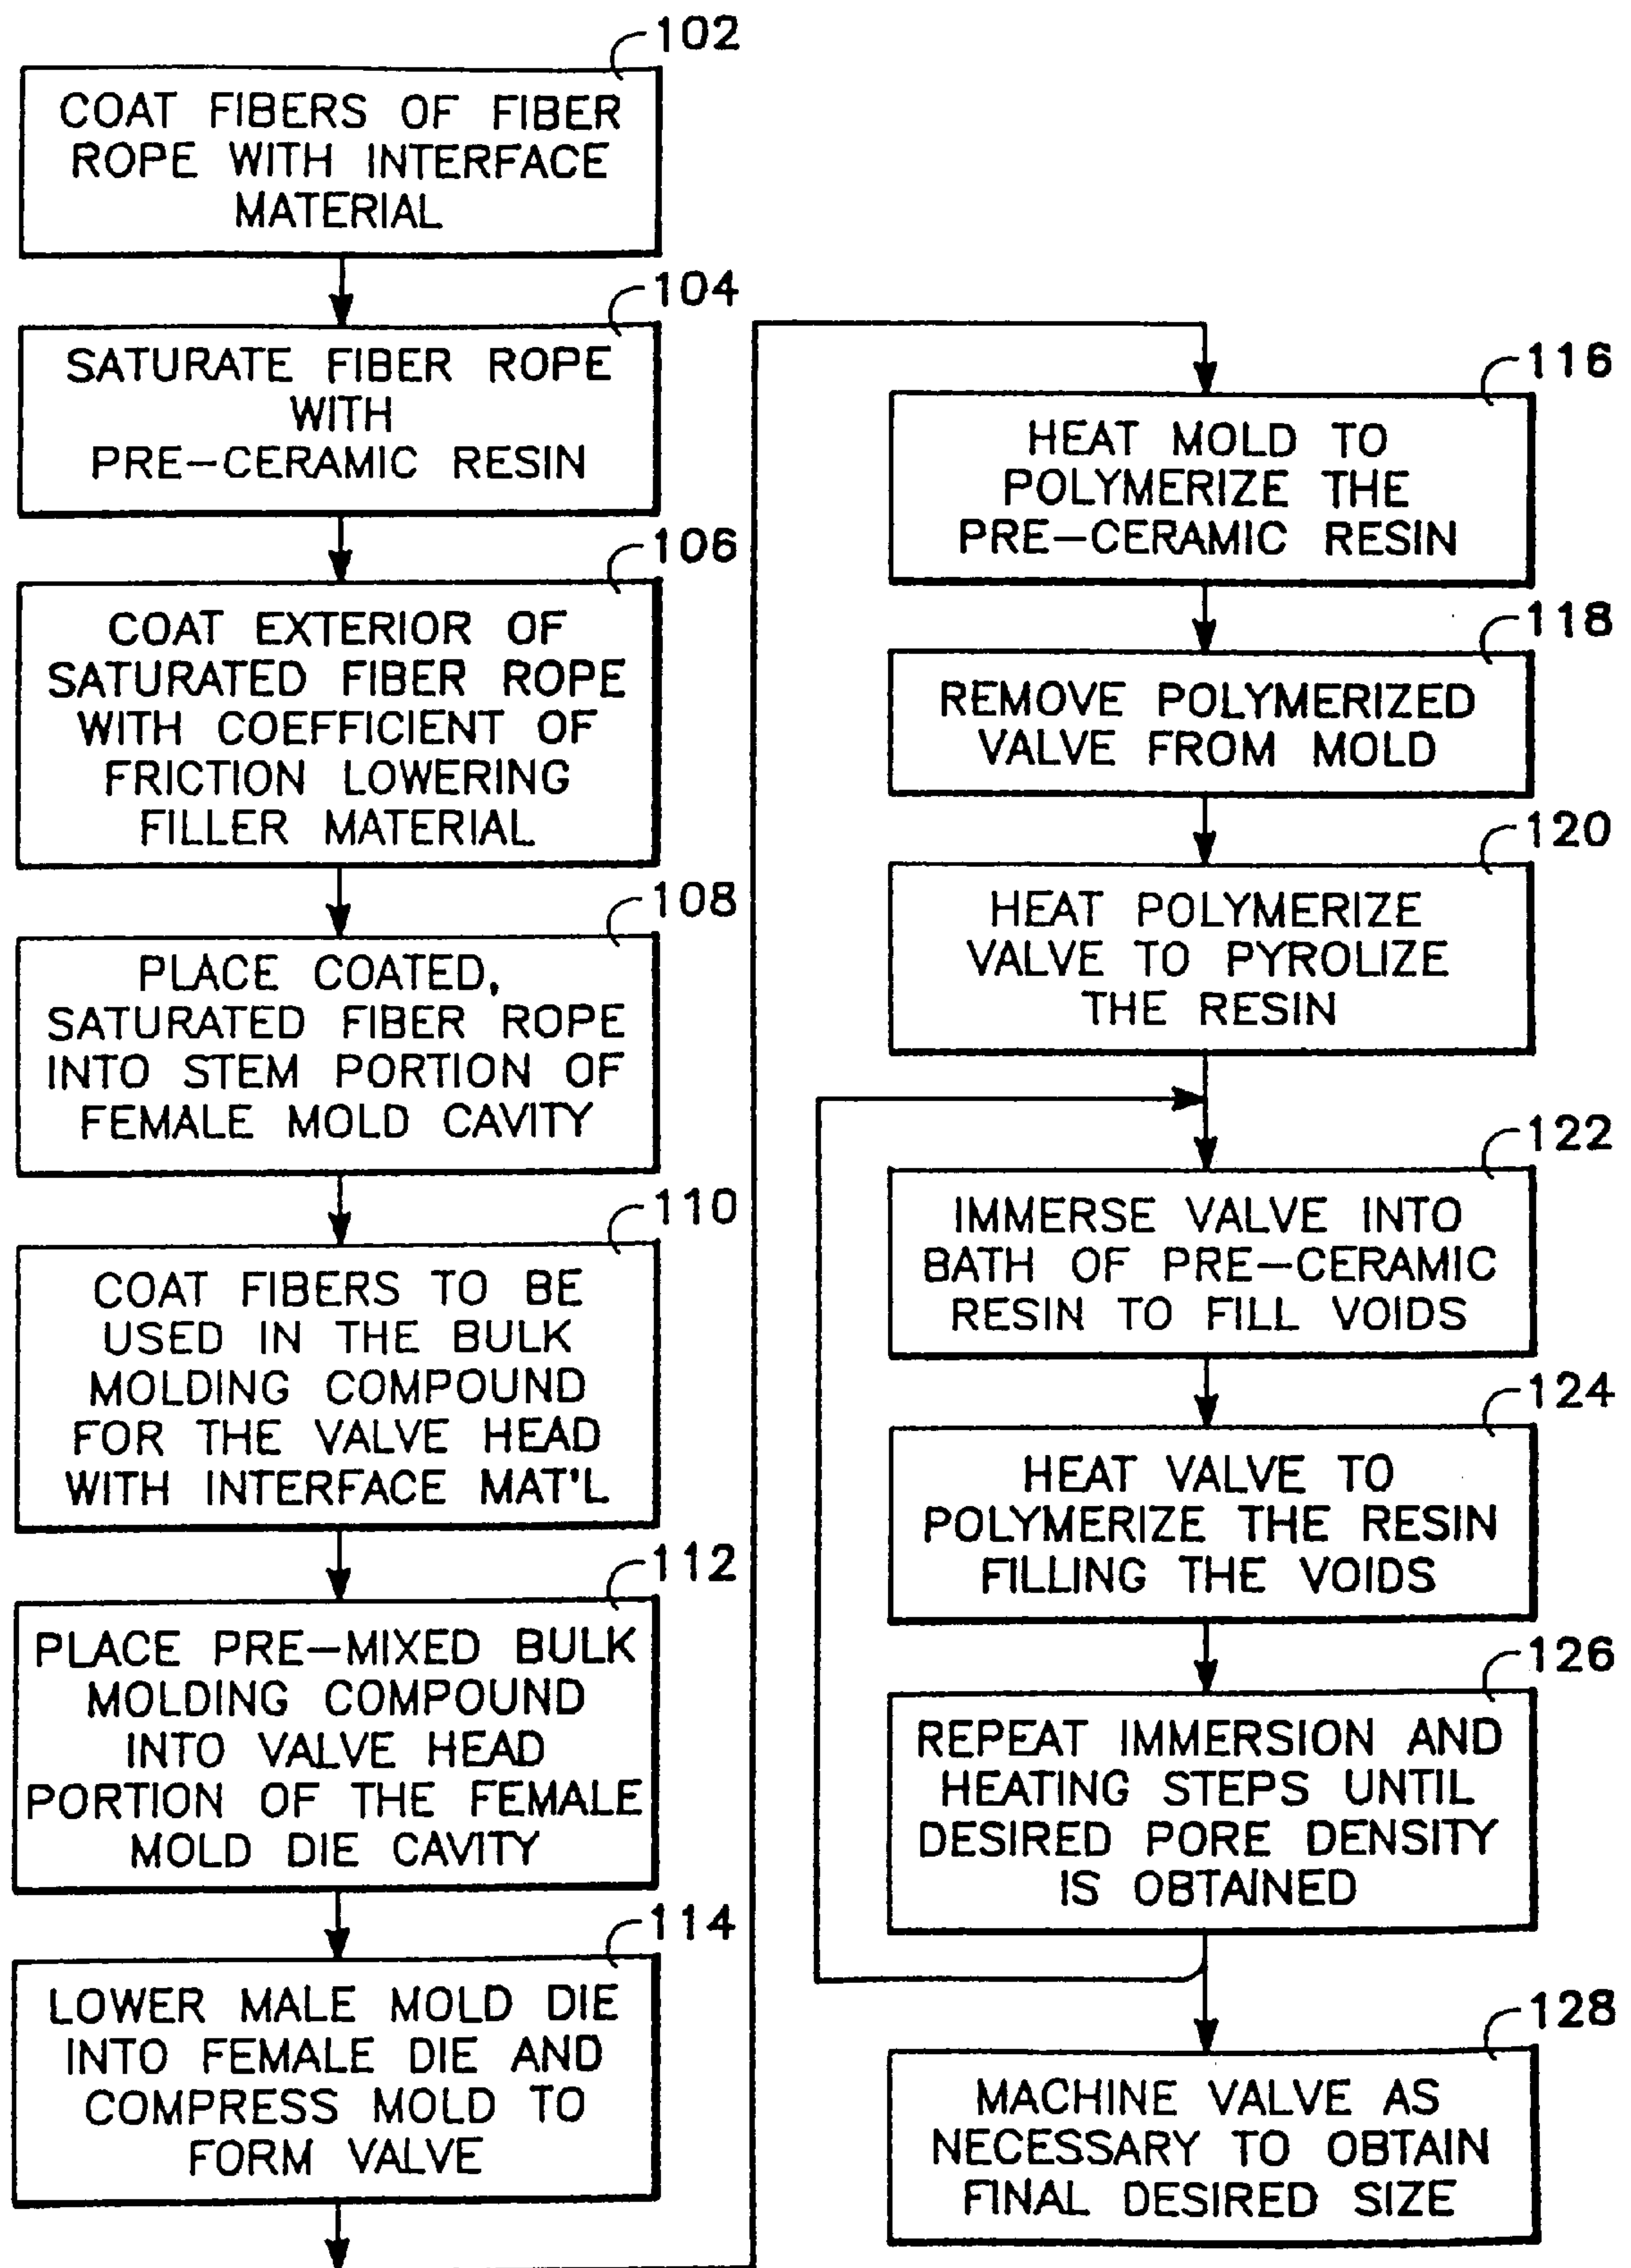 102
COAT FIBERS OF FIBER
ROPE WITH INTERFACE
MATERIAL
104
SATURATE FIBER ROPE
WITH
PRE-CERAMIC RESIN
106
COAT EXTERIOR OF
SATURATED FIBER ROPE
WITH COEFFICIENT OF
FRICTION LOWERING
FILLER MATERIAL
108
PLACE COATED,
SATURATED FIBER ROPE
INTO STEM PORTION OF
FEMALE MOLD CAVITY
110
COAT FIBERS TO BE
USED IN THE BULK
MOLDING COMPOUND
FOR THE VALVE HEAD
WITH INTERFACE MAT'L
112
PLACE PRE-MIXED BULK
MOLDING COMPOUND
INTO VALVE HEAD
PORTION OF THE FEMALE
MOLD DIE CAVITY
114
LOWER MALE MOLD DIE
INTO FEMALE DIE AND
COMPRESS MOLD TO
FORM VALVE
116
HEAT MOLD TO
POLYMERIZE THE
PRE-CERAMIC RESIN
118
REMOVE POLYMERIZED
VALVE FROM MOLD
120
HEAT POLYMERIZE
VALVE TO PYROLIZE
THE RESIN
122
IMMERSE VALVE INTO
BATH OF PRE-CERAMIC
RESIN TO FILL VOIDS
124
HEAT VALVE TO
POLYMERIZE THE RESIN
FILLING THE VOIDS
126
REPEAT IMMERSION AND
HEATING STEPS UNTIL
DESIRED PORE DENSITY
IS OBTAINED
128
MACHINE VALVE AS
NECESSARY TO OBTAIN
FINAL DESIRED SIZE